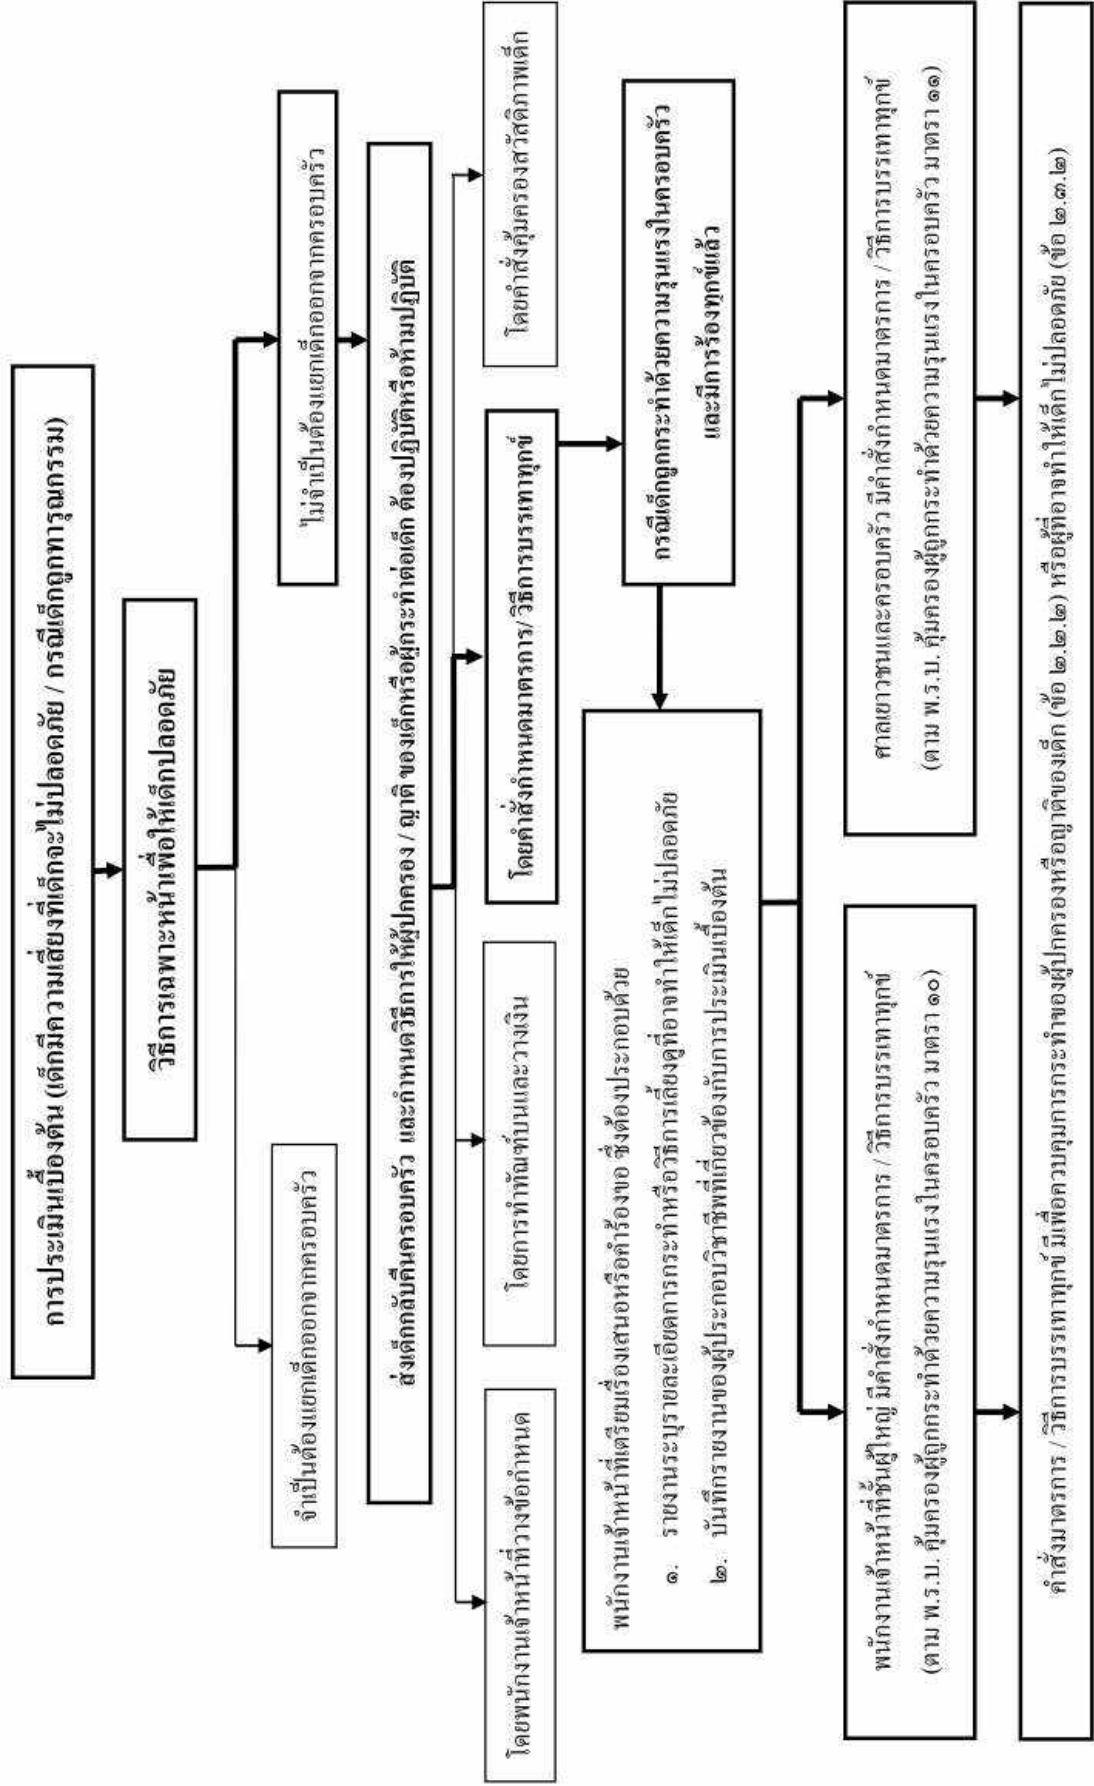 การประเมินเบื้องต้น (เด็กมีความเสี่ยงที่เด็กจะไม่ปลอดภัย / กรณีเด็กถูกทารุณกรรม)
วิธีการเฉพาะหน้าเพื่อให้เด็กปลอดภัย
จำเป็นต้องแยกเด็กออกจากครอบครัว
ไม่จำเป็นต้องแยกเด็กออกจากครอบครัว
ส่งเด็กกลับคืนครอบครัว และกำหนดวิธีการให้ผู้ปกครอง / ญาติ ของเด็กหรือผู้กระทำต่อเด็ก ต้องปฏิบัติหรือห้ามปฏิบัติ
โดยพนักงานเจ้าหน้าที่วางข้อกำหนด
โดยการทำทัณฑ์บนและวางเงิน
โดยคำสั่งกำหนดมาตรการ/ วิธีการบรรเทาทุกข์
โดยคำสั่งคุ้มครองสวัสดิภาพเด็ก
กรณีเด็กถูกกระทำด้วยความรุนแรงในครอบครัว
และมีการร้องทุกข์แล้ว
พนักงานเจ้าหน้าที่เตรียมเรื่องเสนอหรือคำร้องขอ ซึ่งต้องประกอบด้วย
๑. รายงานระบุรายละเอียดการกระทำหรือวิธีการเลี้ยงดูที่อาจทำให้เด็กไม่ปลอดภัย
๒. บันทึกรายงานของผู้ประกอบวิชาชีพที่เกี่ยวข้องกับการประเมินเบื้องต้น
พนักงานเจ้าหน้าที่ชั้นผู้ใหญ่ มีคำสั่งกำหนดมาตรการ / วิธีการบรรเทาทุกข์
(ตาม พ.ร.บ. คุ้มครองผู้ถูกกระทำด้วยความรุนแรงในครอบครัว มาตรา ๑๐)
ศาลเยาวชนและครอบครัว มีคำสั่งกำหนดมาตรการ / วิธีการบรรเทาทุกข์
(ตาม พ.ร.บ. คุ้มครองผู้ถูกกระทำด้วยความรุนแรงในครอบครัว มาตรา ๑๑)
คำสั่งมาตรการ / วิธีการบรรเทาทุกข์ มีเพื่อควบคุมการกระทำของผู้ปกครองหรือญาติของเด็ก (ข้อ ๒.๒.๒) หรือผู้ที่อาจทำให้เด็กไม่ปลอดภัย (ข้อ ๒.๓.๒)